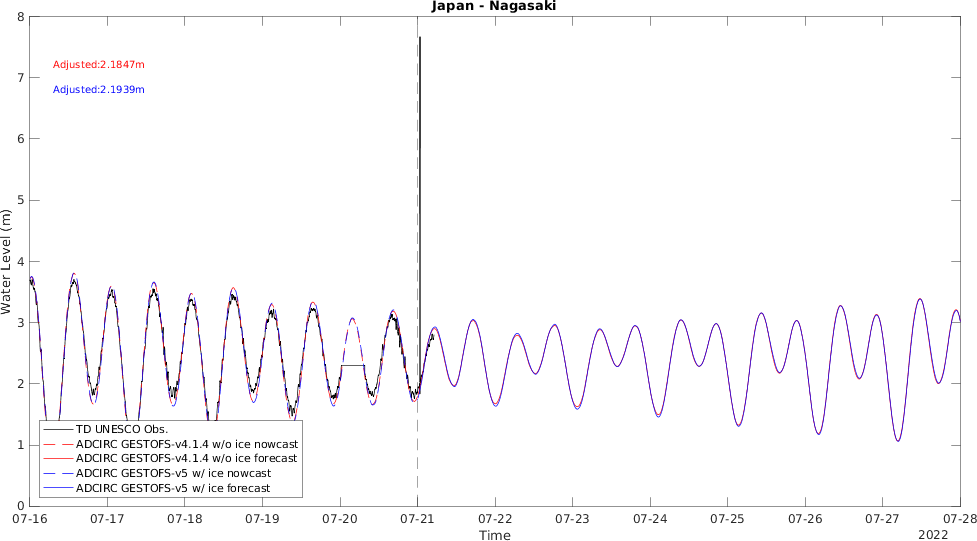 Japan - Nagasaki
8
7
6
5
4
3
2
1
0
Water Level (m)
Adjusted:2.1847m
Adjusted:2.1939m
TD UNESCO Obs.
ADCIRC GESTOFS-v4.1.4 w/o ice nowcast
ADCIRC GESTOFS-v4.1.4 w/o ice forecast
ADCIRC GESTOFS-v5 w/ ice nowcast
ADCIRC GESTOFS-v5 w/ ice forecast
07-16 07-17 07-18 07-19 07-20 07-21 07-22 07-23 07-24 07-25 07-26 07-27 07-28
Time
2022